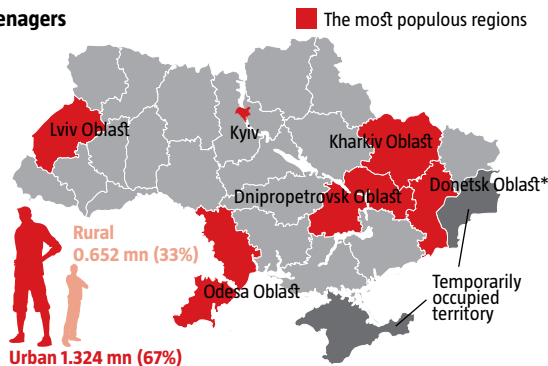 enagers
The most populous regions
Lviv Oblast
Kyiv
Kharkiv Oblast
Dnipropetrovsk Oblast
Donetsk Oblast*
Rural
0.652 mn (33%)
Odesa Oblast
Temporarily
occupied
territory
Urban 1.324 mn (67%)